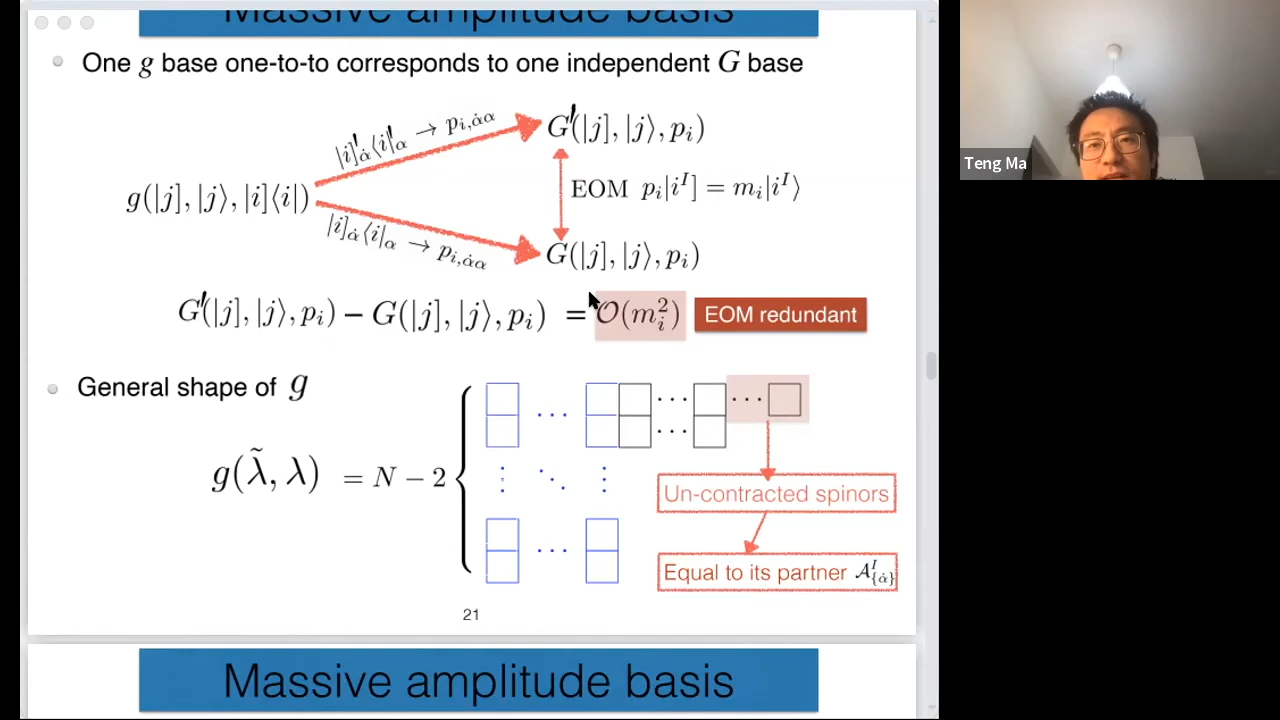 Massive amplitude basis
One g base one-to-to corresponds to one independent G base
|i]'_α̇⟨i|'_α → p_{i,α̇α}
G'(|j], |j⟩, p_i)
g(|j], |j⟩, |i]⟨i|)
EOM p_i|i^I] = m_i|i^I⟩
|i]_α̇⟨i|_α → p_{i,α̇α}
G(|j], |j⟩, p_i)
G'(|j], |j⟩, p_i) – G(|j], |j⟩, p_i) = 𝒪(m_i^2)
EOM redundant
General shape of g
g(λ̃, λ) = N − 2
Un-contracted spinors
Equal to its partner 𝒜^I_{α̇}
21
Massive amplitude basis
Teng Ma